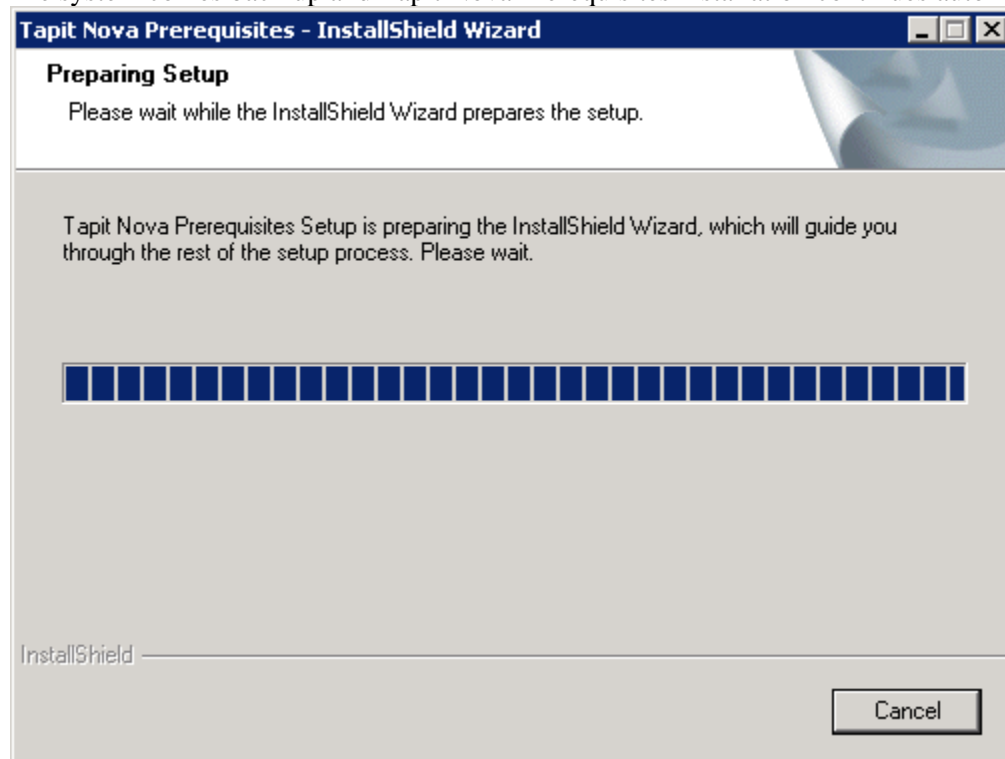 Tapit Nova Prerequisites - InstallShield Wizard
Preparing Setup
Please wait while the InstallShield Wizard prepares the setup.
Tapit Nova Prerequisites Setup is preparing the InstallShield Wizard, which will guide you
through the rest of the setup process. Please wait.
InstallShield
Cancel